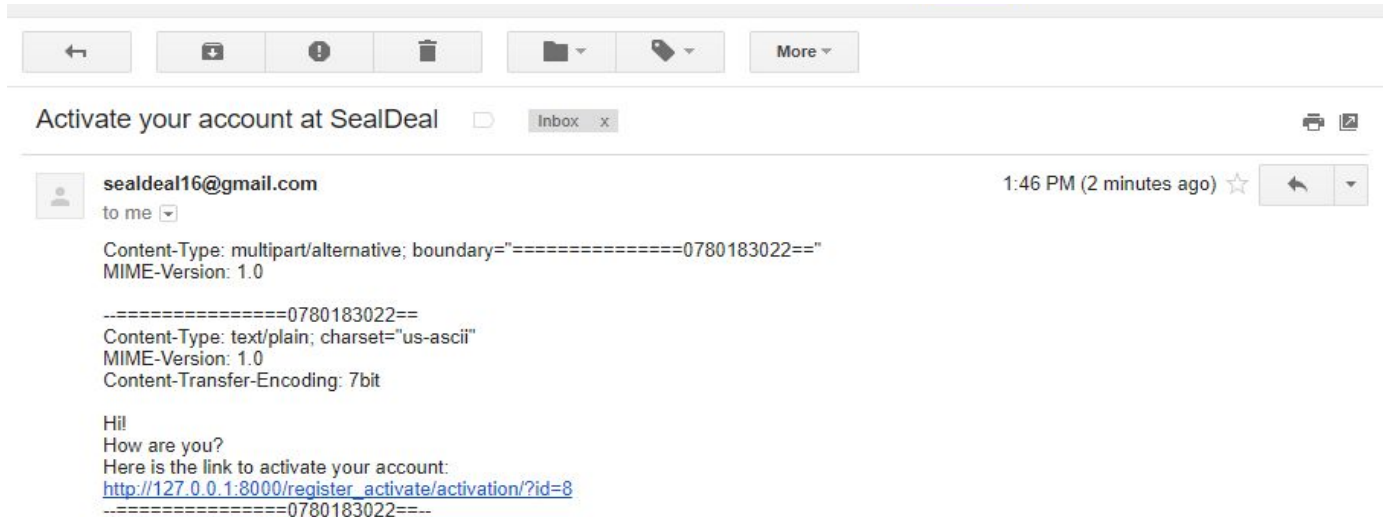 More
Activate your account at SealDeal
Inbox x
sealdeal16@gmail.com
1:46 PM (2 minutes ago)
to me
Content-Type: multipart/alternative; boundary="===============0780183022=="
MIME-Version: 1.0
--===============0780183022==
Content-Type: text/plain; charset="us-ascii"
MIME-Version: 1.0
Content-Transfer-Encoding: 7bit
Hi!
How are you?
Here is the link to activate your account:
http://127.0.0.1:8000/register_activate/activation/?id=8
--===============0780183022==--